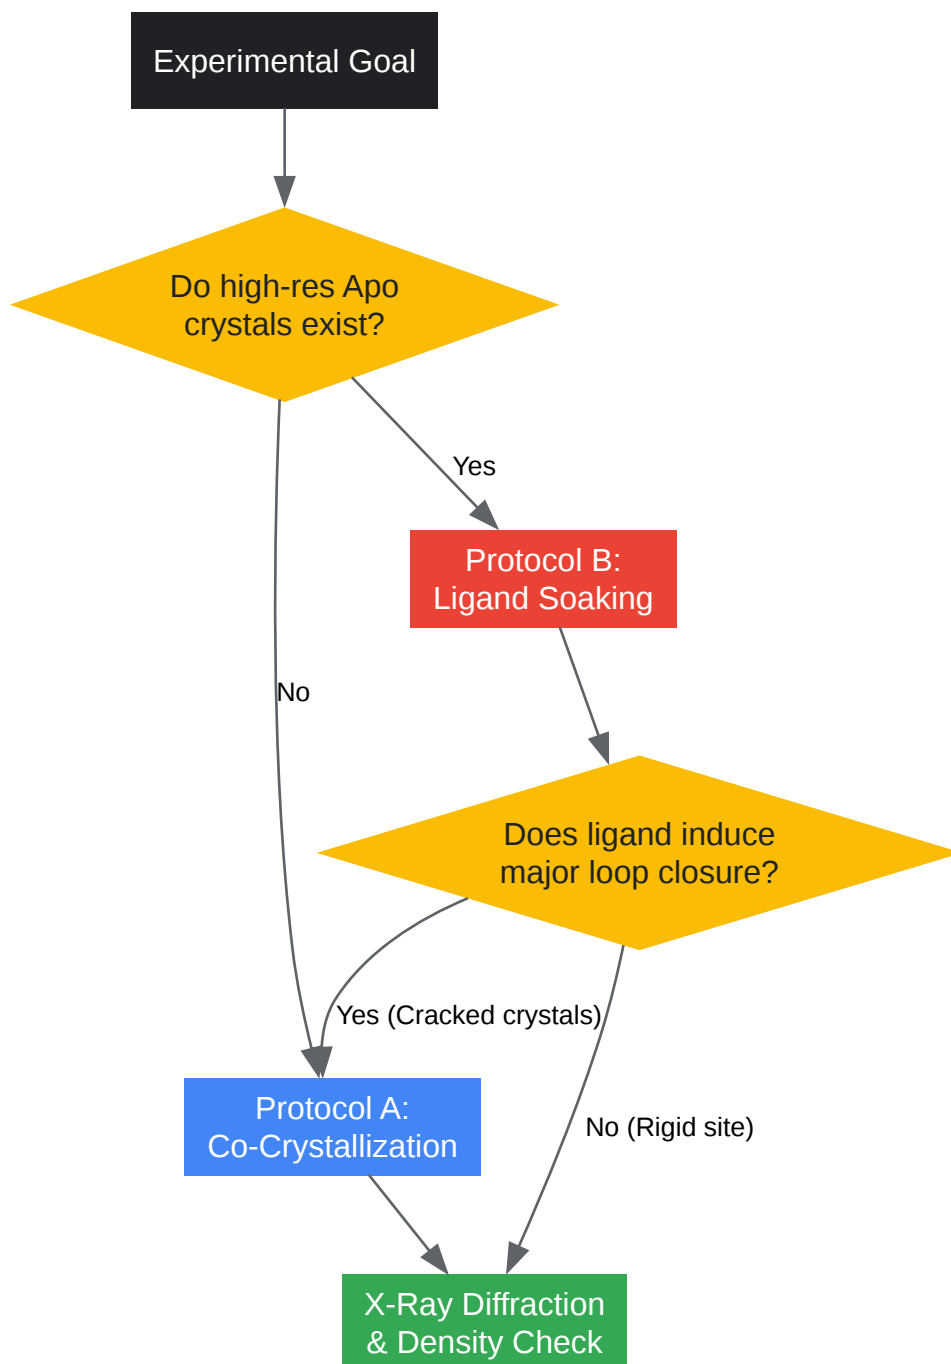 Experimental Goal
Do high-res Apo
crystals exist?
Yes
Protocol B:
Ligand Soaking
No
Does ligand induce
major loop closure?
Yes (Cracked crystals)
No (Rigid site)
Protocol A:
Co-Crystallization
X-Ray Diffraction
& Density Check